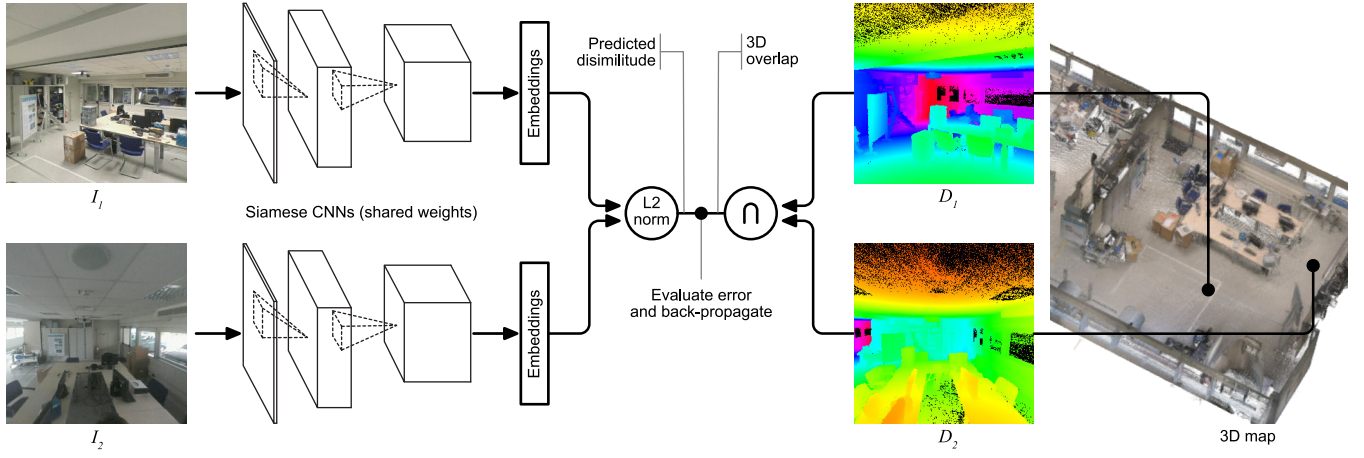 Predicted
disimilitude
3D
overlap
Embeddings
I1
D1
Siamese CNNs (shared weights)
L2
norm
∩
Evaluate error
and back-propagate
Embeddings
I2
D2
3D map